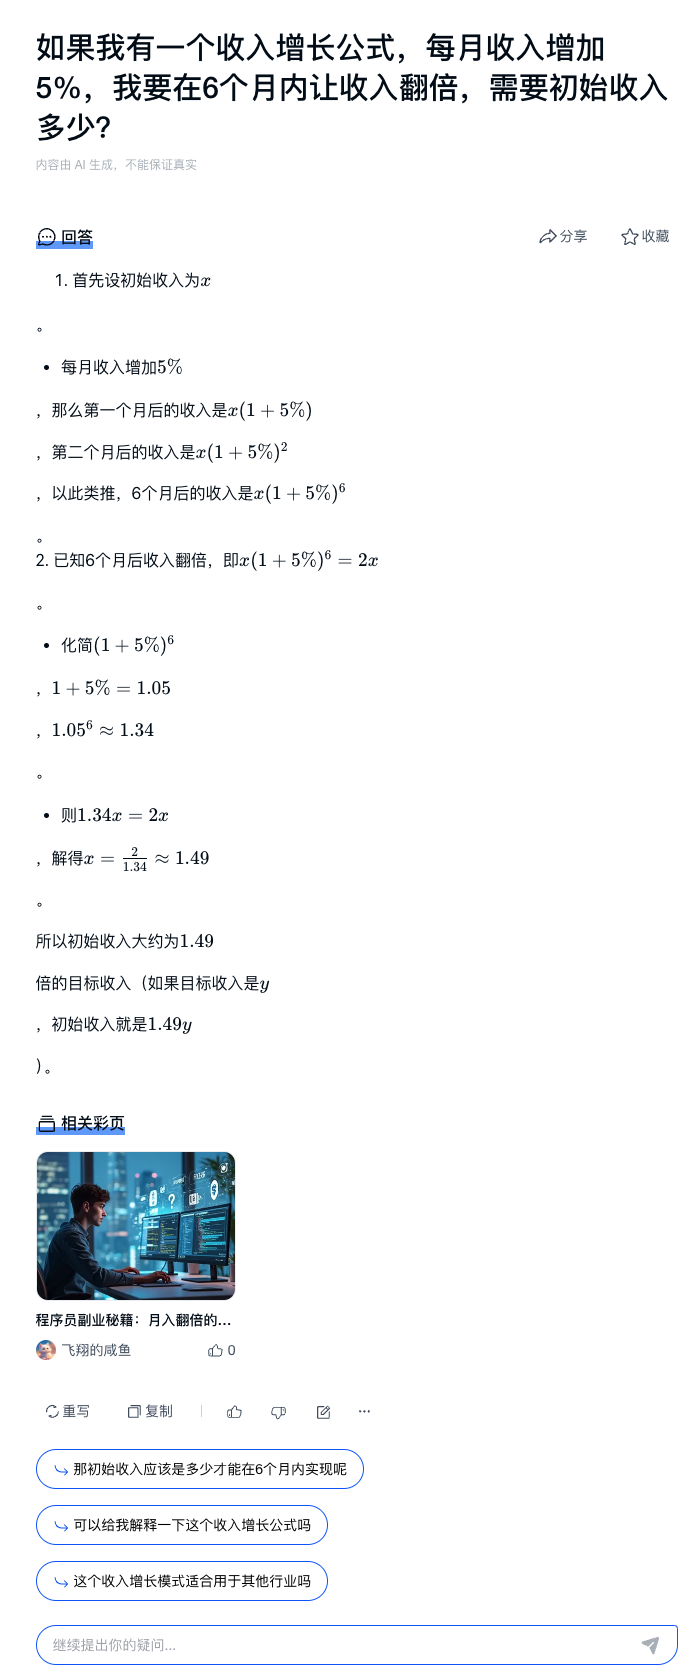 如果我有一个收入增长公式，每月收入增加
5%，我要在6个月内让收入翻倍，需要初始收入
多少?
内容由 AI 生成，不能保证真实
回答
分享
收藏
1. 首先设初始收入为x
。
• 每月收入增加5%
，那么第一个月后的收入是x(1 + 5%)
，第二个月后的收入是x(1 + 5%)²
，以此类推，6个月后的收入是x(1 + 5%)⁶
。
2. 已知6个月后收入翻倍，即x(1 + 5%)⁶ = 2x
。
• 化简(1 + 5%)⁶
，1 + 5% = 1.05
，1.05⁶ ≈ 1.34
。
• 则1.34x = 2x
，解得x = 2/1.34 ≈ 1.49
。
所以初始收入大约为1.49
倍的目标收入（如果目标收入是y
，初始收入就是1.49y
)。
相关彩页
程序员副业秘籍：月入翻倍的...
飞翔的咸鱼
0
重写
复制
那初始收入应该是多少才能在6个月内实现呢
可以给我解释一下这个收入增长公式吗
这个收入增长模式适合用于其他行业吗
继续提出你的疑问...